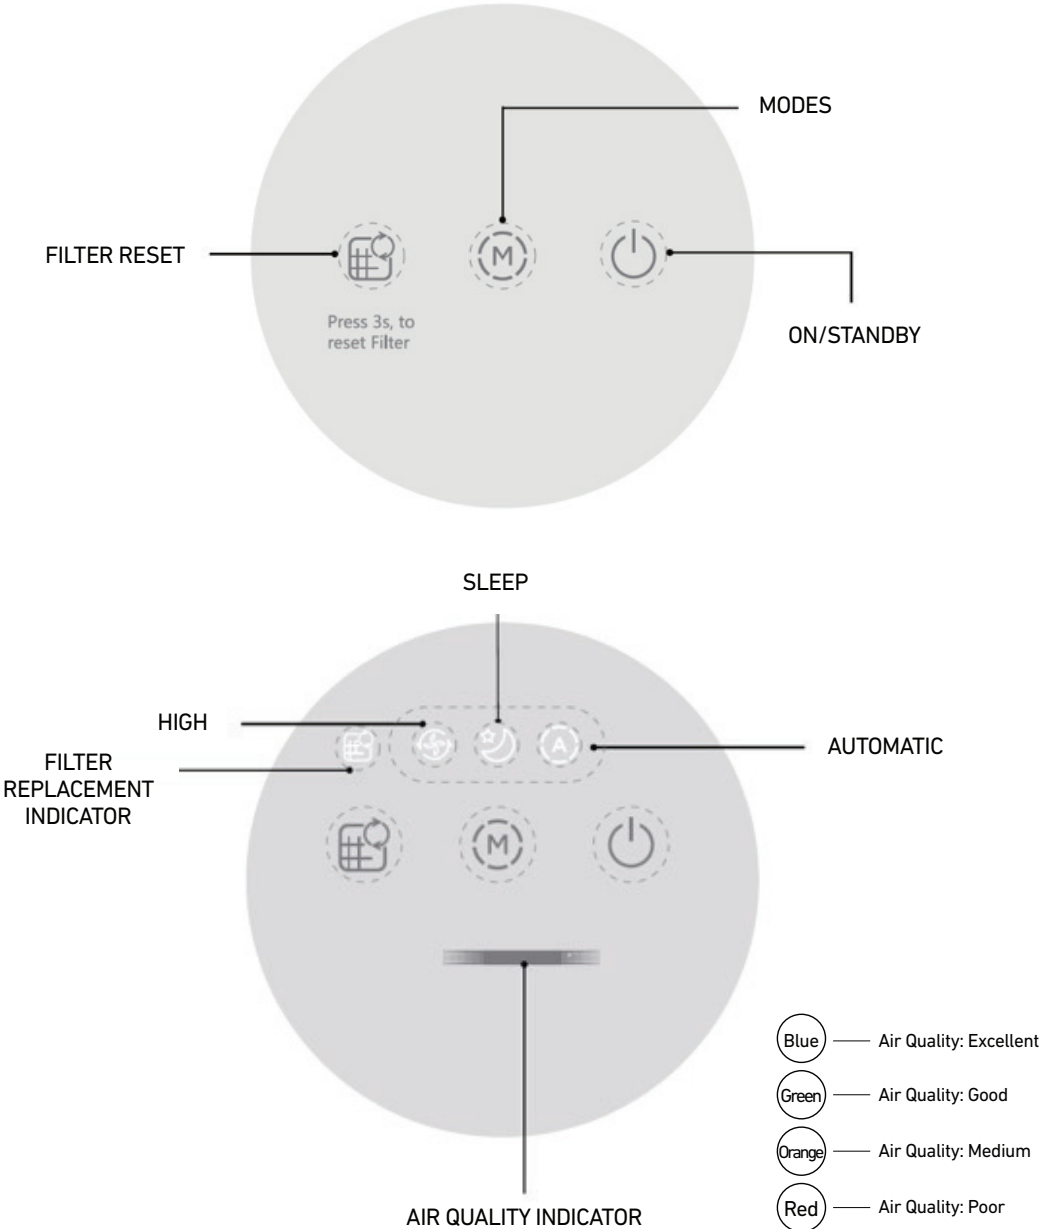 MODES
FILTER RESET
M
Press 3s, to
reset Filter
ON/STANDBY
SLEEP
HIGH
A
AUTOMATIC
FILTER
REPLACEMENT
INDICATOR
M
Blue
Air Quality: Excellent
Green
Air Quality: Good
Orange
Air Quality: Medium
Red
Air Quality: Poor
AIR QUALITY INDICATOR